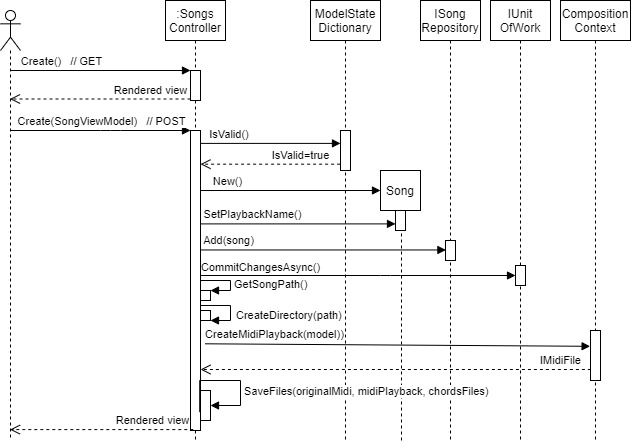 :Songs
Controller
ModelState
Dictionary
ISong
Repository
IUnit
OfWork
Composition
Context
Create()   // GET
Rendered view
Create(SongViewModel)   // POST
IsValid()
IsValid=true
New()
Song
SetPlaybackName()
Add(song)
CommitChangesAsync()
GetSongPath()
CreateDirectory(path)
CreateMidiPlayback(model))
IMidiFile
SaveFiles(originalMidi, midiPlayback, chordsFiles)
Rendered view